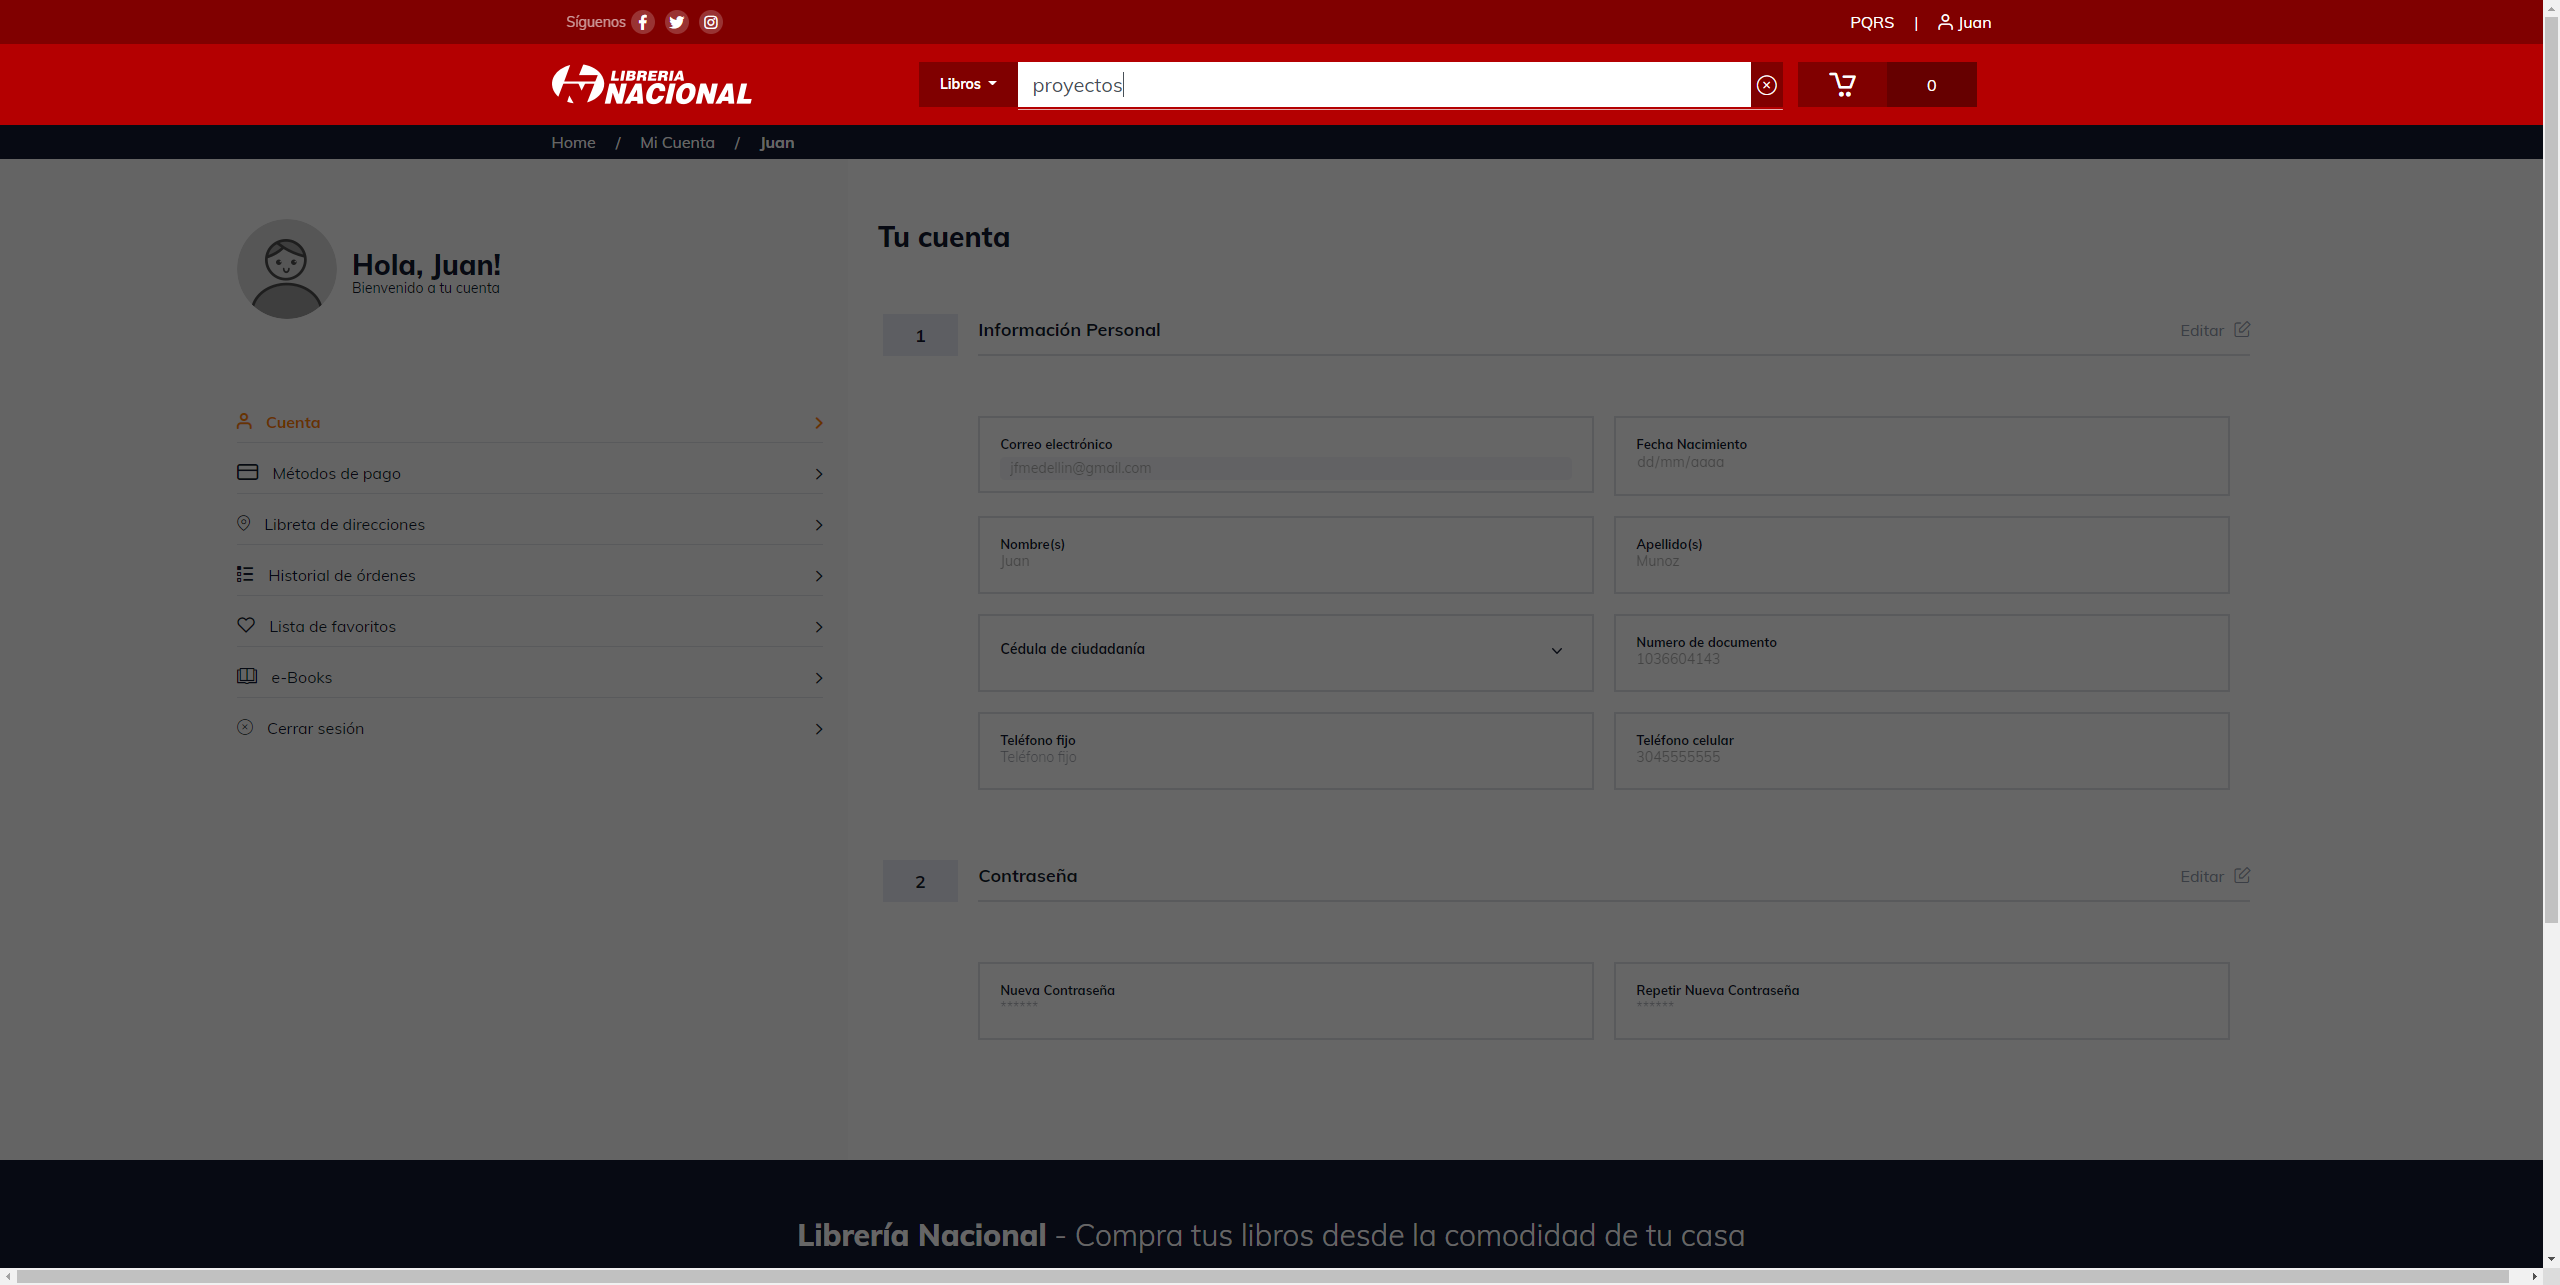 Síguenos
PQRS | Juan
LIBRERIA
NACIONAL
Libros
proyectos
0
Home / Mi Cuenta / Juan
Hola, Juan!
Bienvenido a tu cuenta
Cuenta
Métodos de pago
Libreta de direcciones
Historial de órdenes
Lista de favoritos
e-Books
Cerrar sesión
Tu cuenta
1 Información Personal Editar
Correo electrónico
jfmedellin@gmail.com
Fecha Nacimiento
dd/mm/aaaa
Nombre(s)
Juan
Apellido(s)
Munoz
Cédula de ciudadanía
Numero de documento
1036604143
Teléfono fijo
Teléfono fijo
Teléfono celular
3045555555
2 Contraseña Editar
Nueva Contraseña
******
Repetir Nueva Contraseña
******
Librería Nacional - Compra tus libros desde la comodidad de tu casa